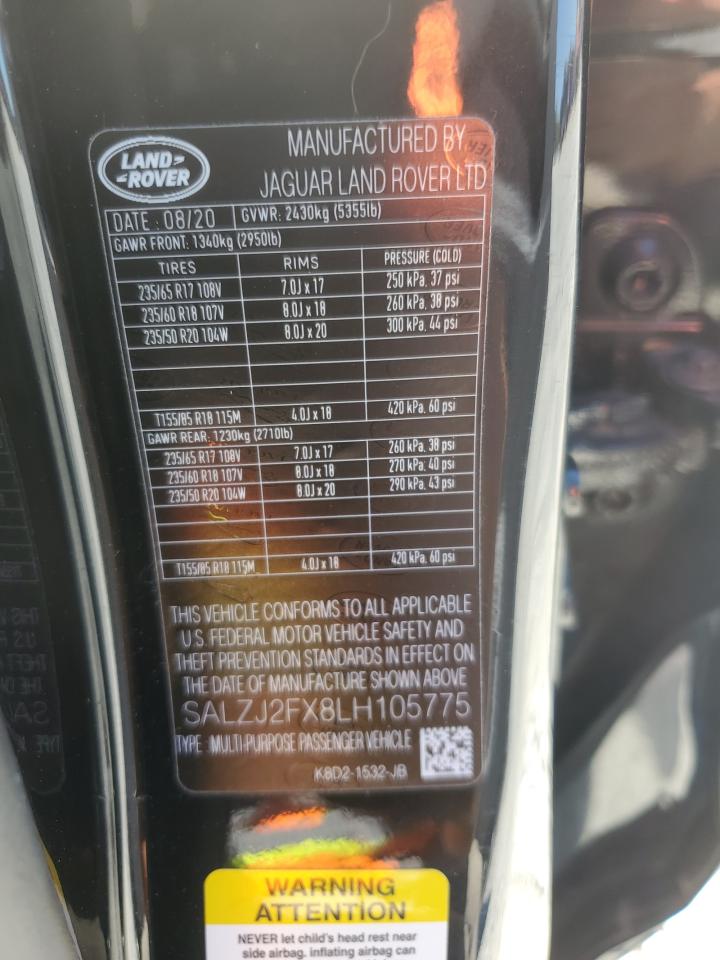 LAND-
-ROVER
MANUFACTURED BY
JAGUAR LAND ROVER LTD
DATE : 08/20 GVWR: 2430kg (5355lb)
GAWR FRONT: 1340kg (2950lb)
TIRES RIMS PRESSURE (COLD)
235/65 R17 108V 7.0J x 17 250 kPa, 37 psi
235/60 R18 107V 8.0J x 18 260 kPa, 38 psi
235/50 R20 104W 8.0J x 20 300 kPa, 44 psi
T155/85 R18 115M 4.0J x 18 420 kPa, 60 psi
GAWR REAR: 1230kg (2710lb)
235/65 R17 108V 7.0J x 17 260 kPa, 38 psi
235/60 R18 107V 8.0J x 18 270 kPa, 40 psi
235/50 R20 104W 8.0J x 20 290 kPa, 43 psi
T155/85 R18 115M 4.0J x 18 420 kPa, 60 psi
THIS VEHICLE CONFORMS TO ALL APPLICABLE
U.S. FEDERAL MOTOR VEHICLE SAFETY AND
THEFT PREVENTION STANDARDS IN EFFECT ON
THE DATE OF MANUFACTURE SHOWN ABOVE
SALZJ2FX8LH105775
TYPE : MULTI-PURPOSE PASSENGER VEHICLE
K8D2-1532-JB
WARNING
ATTENTION
NEVER let child's head rest near
side airbag, inflating airbag can